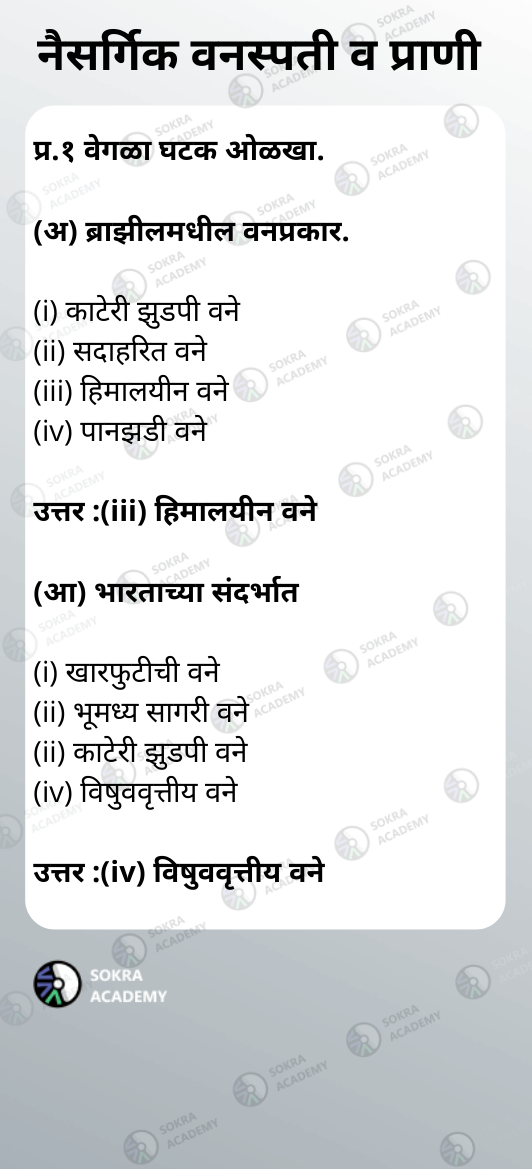 नैसर्गिक वनस्पती व प्राणी
प्र.१ वेगळा घटक ओळखा.
(अ) ब्राझीलमधील वनप्रकार.
(i) काटेरी झुडपी वने
(ii) सदाहरित वने
(iii) हिमालयीन वने
(iv) पानझडी वने
उत्तर :(iii) हिमालयीन वने
(आ) भारताच्या संदर्भात
(i) खारफुटीची वने
(ii) भूमध्य सागरी वने
(ii) काटेरी झुडपी वने
(iv) विषुववृत्तीय वने
उत्तर :(iv) विषुववृत्तीय वने
SOKRA
ACADEMY